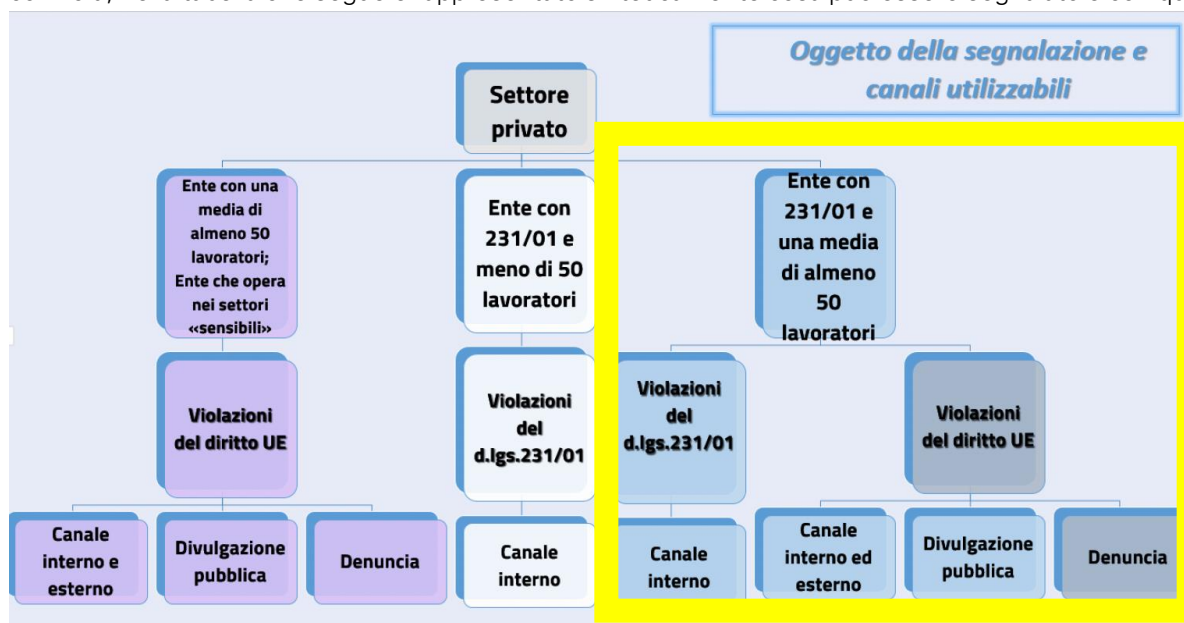 Oggetto della segnalazione e
canali utilizzabili
Settore
privato
Ente con una
media di
almeno 50
lavoratori;
Ente che opera
nei settori
«sensibili»
Ente con
231/01 e
meno di 50
lavoratori
Ente con
231/01 e
una media
di almeno
50
lavoratori
Violazioni
del diritto UE
Violazioni
del
d.lgs.231/01
Violazioni
del
d.lgs.231/01
Violazioni
del diritto UE
Canale
interno e
esterno
Divulgazione
pubblica
Denuncia
Canale
interno
Canale
interno
Canale
interno ed
esterno
Divulgazione
pubblica
Denuncia